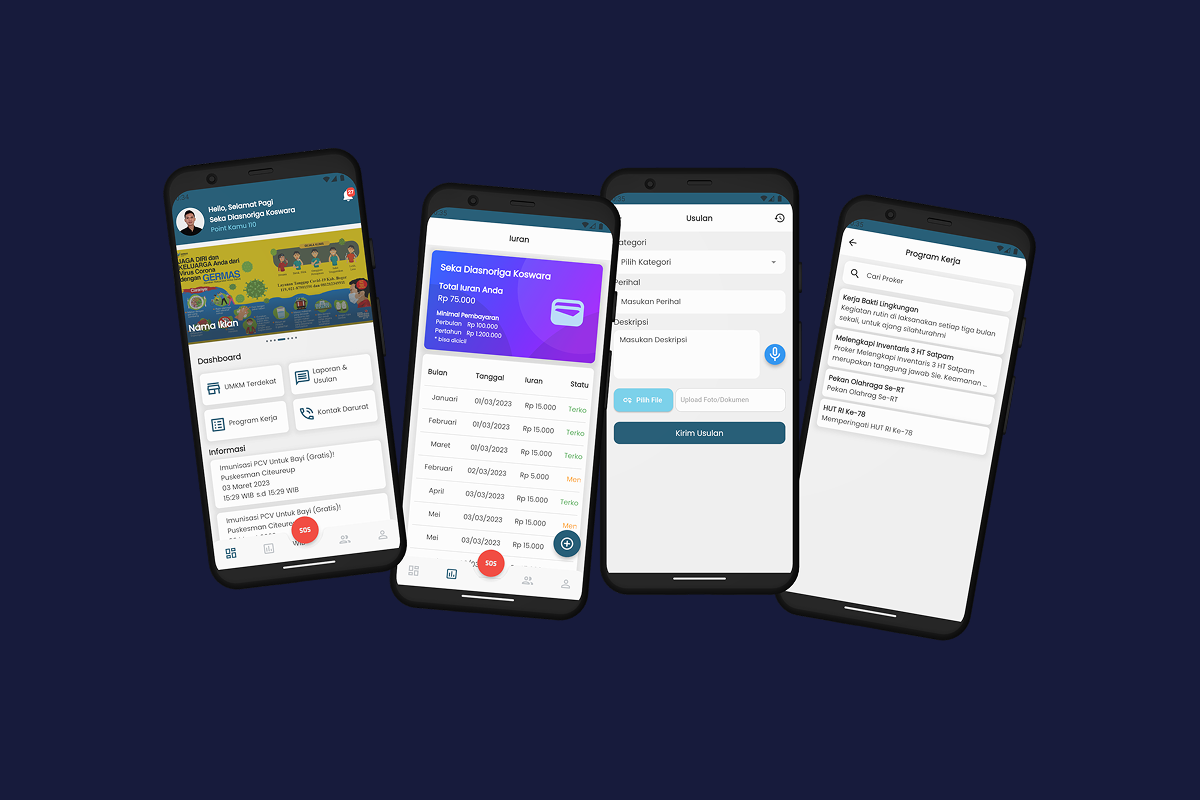 Hello, Selamat Pagi
Seka Diasnoriga Koswara
Point Kamu 110
27
JAGA DIRI dan
KELUARGA Anda dari
Virus Corona
dengan GERMAS
Nama Iklan
Dashboard
UMKM Terdekat
Laporan &
Usulan
Program Kerja
Kontak Darurat
Informasi
Imunisasi PCV Untuk Bayi (Gratis)!
Puskesman Citeureup
03 Maret 2023
15:29 WIB s.d 15:29 WIB
Imunisasi PCV Untuk Bayi (Gratis)!
Puskesman Citeureup
SOS
Iuran
Seka Diasnoriga Koswara
Total Iuran Anda
Rp 75.000
Minimal Pembayaran
Perbulan Rp 100.000
Pertahun Rp 1.200.000
* bisa dicicil
Bulan Tanggal Iuran Statu
Januari 01/03/2023 Rp 15.000 Terko
Februari 02/03/2023 Rp 15.000 Terko
Maret 01/03/2023 Rp 15.000 Terko
Februari 02/03/2023 Rp 5.000 Men
April 03/03/2023 Rp 15.000 Terko
Mei 03/03/2023 Rp 15.000 Men
Mei 03/03/2023 Rp 15.000
SOS
Usulan
ategori
Pilih Kategori
Perihal
Masukan Perihal
Deskripsi
Masukan Deskripsi
Pilih File
Upload Foto/Dokumen
Kirim Usulan
Program Kerja
Cari Proker
Kerja Bakti Lingkungan
Kegiatan rutin di laksanakan setiap tiga bulan
sekali, untuk ajang silahturahmi
Melengkapi Inventaris 3 HT Satpam
Proker Melengkapi Inventaris 3 HT Satpam
merupakan tanggung jawab Sie. Keamanan ...
Pekan Olahraga Se-RT
Pekan Olahrag Se-RT
HUT RI Ke-78
Memperingati HUT RI Ke-78